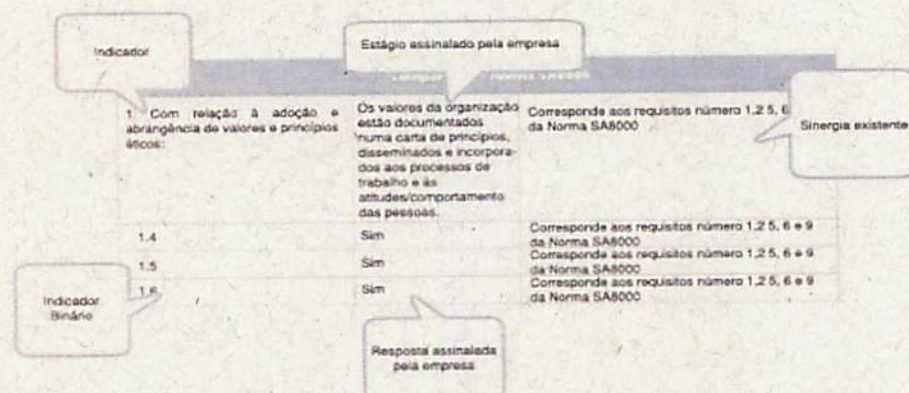 Indicador
Estágio assinalado pela empresa
norma SA8000
1. Com relação à adoção e
abrangência de valores e princípios
éticos:
Os valores da organização
estão documentados
numa carta de princípios,
disseminados e incorpora-
dos aos processos de
trabalho e às
atitudes/comportamento
das pessoas.
Corresponde aos requisitos número 1,2 5, 6
da Norma SA8000
Sinergia existente
1.4
Sim
Corresponde aos requisitos número 1,2 5, 6 e 9
da Norma SA8000
1.5
Sim
Corresponde aos requisitos número 1,2 5, 6 e 9
da Norma SA8000
1.6
Sim
Corresponde aos requisitos número 1,2 5, 6 e 9
da Norma SA8000
Indicador
Binário
Resposta assinalada
pela empresa